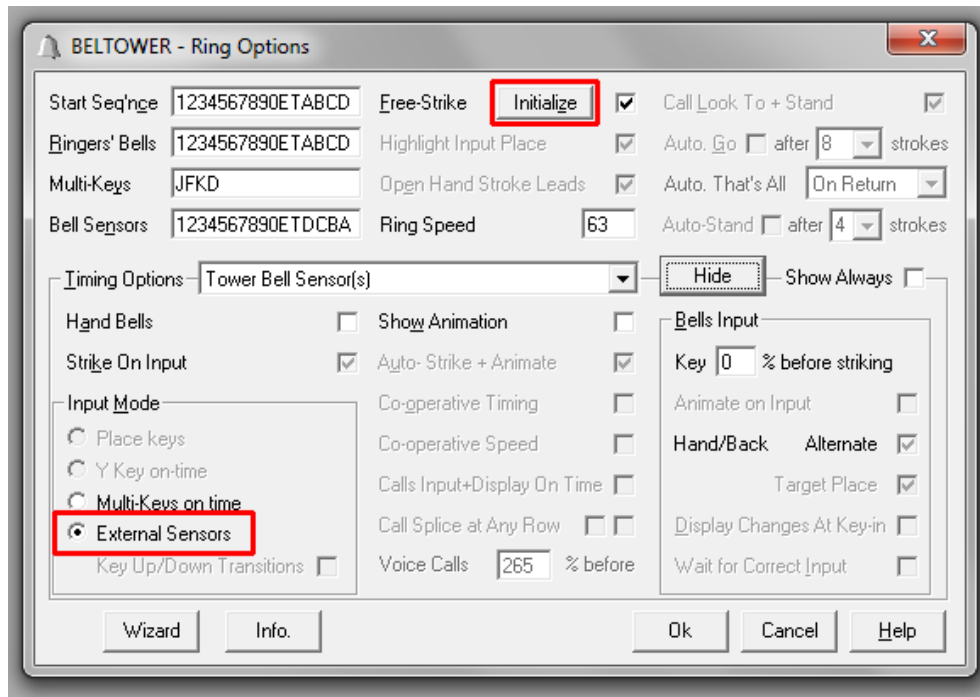 BELTOWER - Ring Options
Start Seq'nce 1234567890ETABCD Free-Strike Initialize Call Look To + Stand
Ringers' Bells 1234567890ETABCD Highlight Input Place Auto. Go after 8 strokes
Multi-Keys JFKD Open Hand Stroke Leads Auto. That's All On Return
Bell Sensors 1234567890ETDCBA Ring Speed 63 Auto-Stand after 4 strokes
Timing Options Tower Bell Sensor(s) Hide Show Always
Hand Bells Show Animation Bells Input
Strike On Input Auto- Strike + Animate Key 0 % before striking
Input Mode Co-operative Timing Animate on Input
Place keys Co-operative Speed Hand/Back Alternate
Y Key on-time Calls Input+Display On Time Target Place
Multi-Keys on time
External Sensors Call Splice at Any Row Display Changes At Key-in
Key Up/Down Transitions Voice Calls 265 % before Wait for Correct Input
Wizard Info. Ok Cancel Help